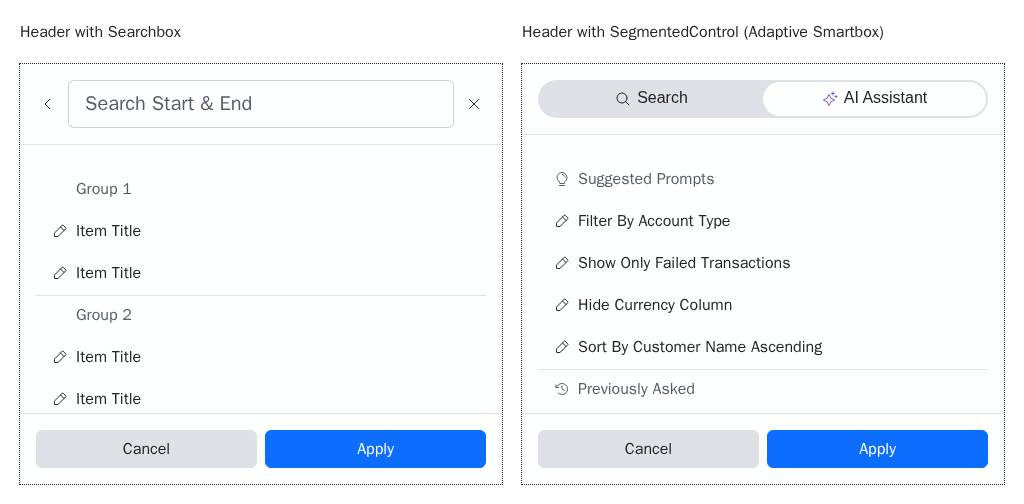 Header with Searchbox
Search Start & End
Group 1
Item Title
Item Title
Group 2
Item Title
Item Title
Cancel
Apply
Header with SegmentedControl (Adaptive Smartbox)
Search
AI Assistant
Suggested Prompts
Filter By Account Type
Show Only Failed Transactions
Hide Currency Column
Sort By Customer Name Ascending
Previously Asked
Cancel
Apply